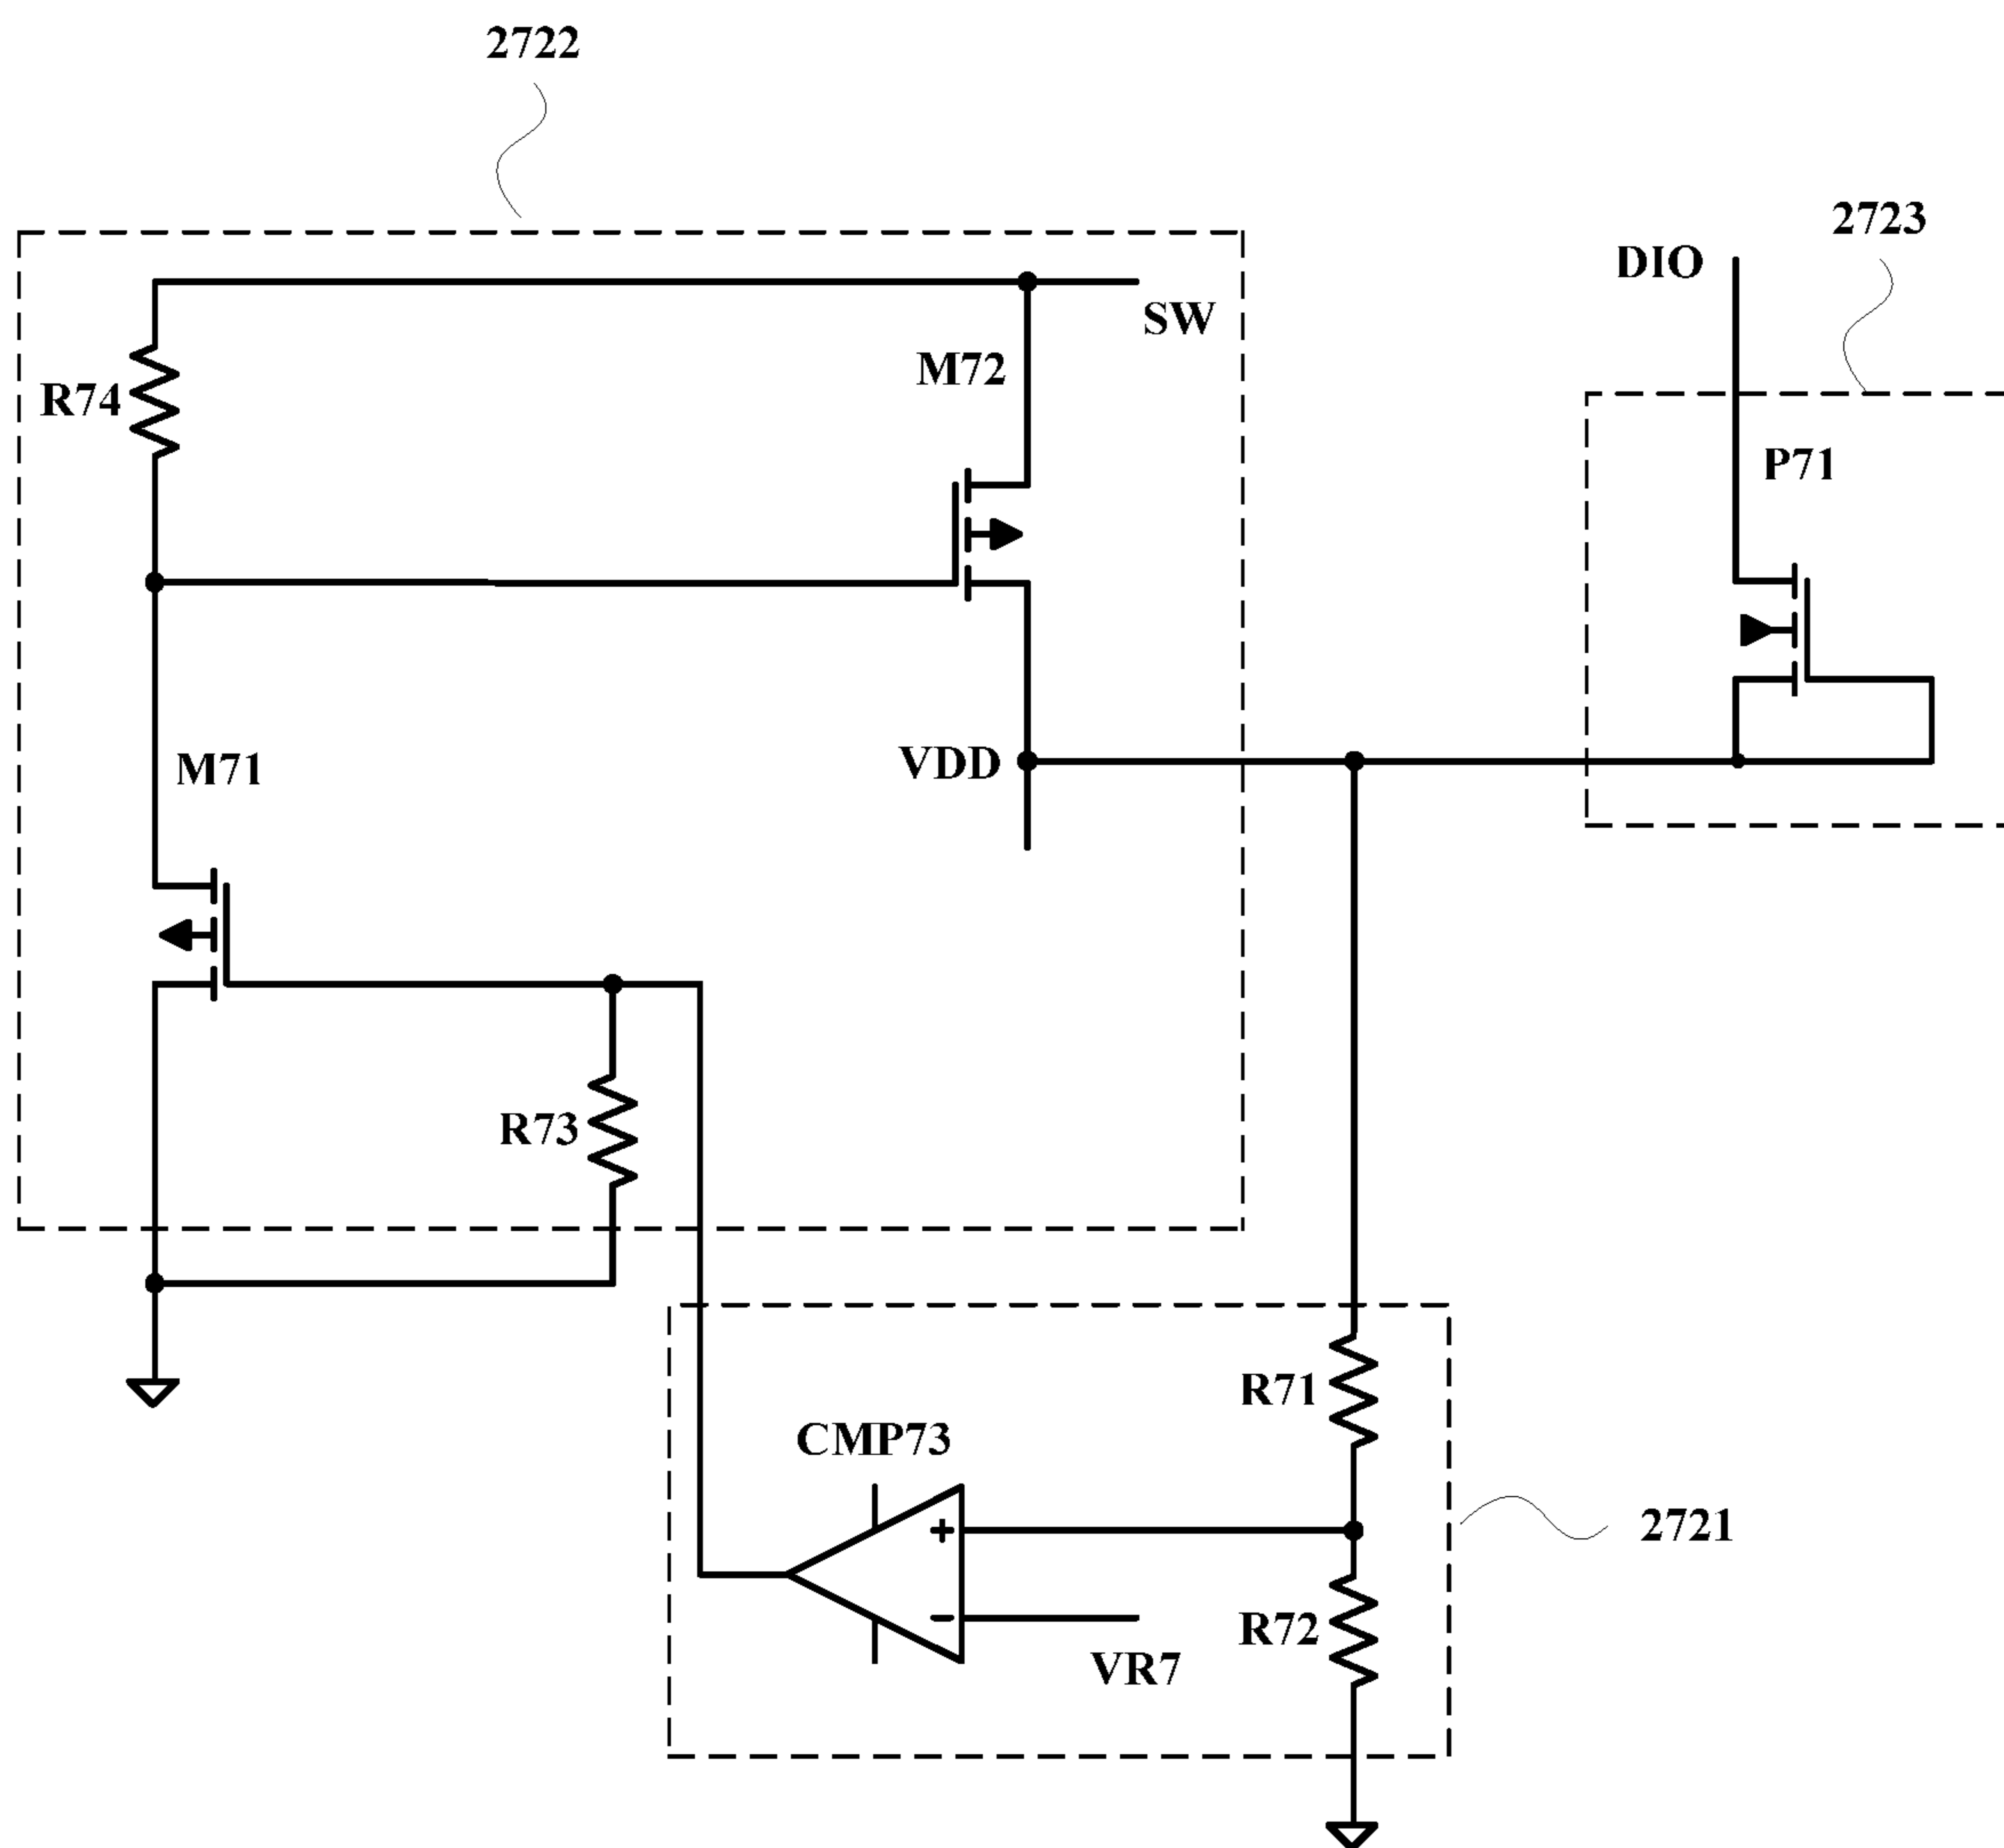 2722
2723
DIO
SW
M72
R74
P71
VDD
M71
R73
R71
CMP73
+
2721
−
R72
VR7